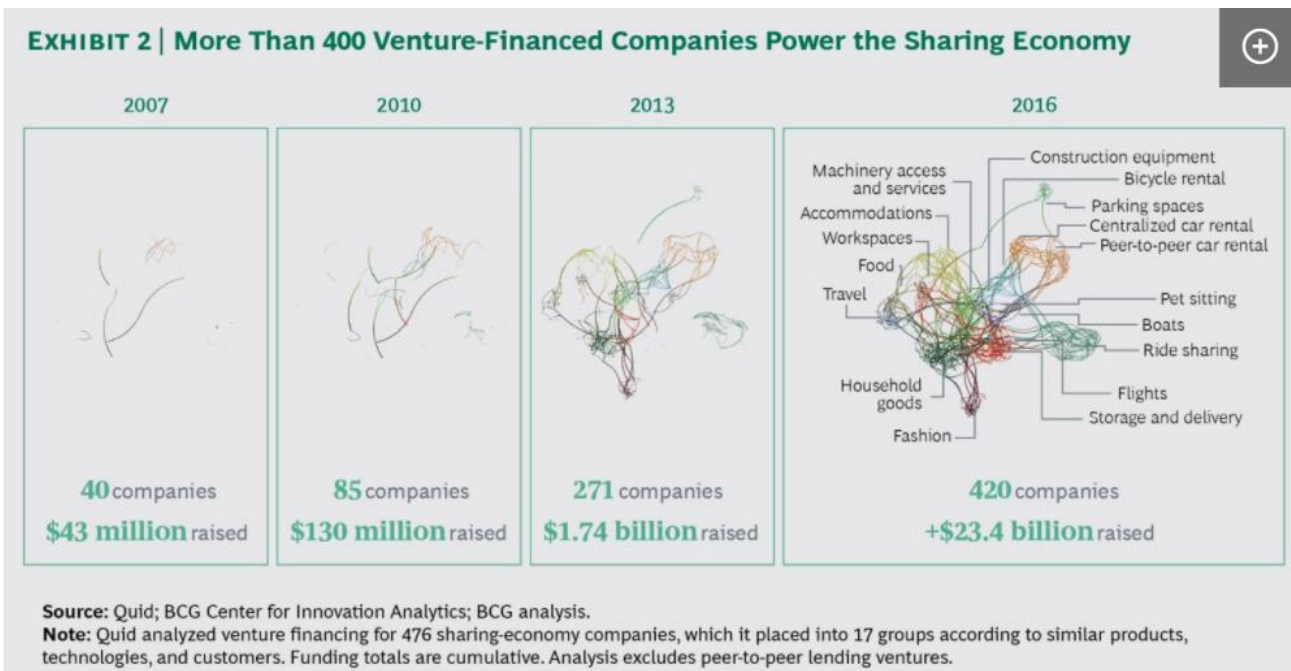 EXHIBIT 2 | More Than 400 Venture-Financed Companies Power the Sharing Economy
2007
2010
2013
2016
Machinery access
and services
Accommodations
Workspaces
Food
Travel
Household
goods
Fashion
Construction equipment
Bicycle rental
Parking spaces
Centralized car rental
Peer-to-peer car rental
Pet sitting
Boats
Ride sharing
Flights
Storage and delivery
40 companies
$43 million raised
85 companies
$130 million raised
271 companies
$1.74 billion raised
420 companies
+$23.4 billion raised
Source: Quid; BCG Center for Innovation Analytics; BCG analysis.
Note: Quid analyzed venture financing for 476 sharing-economy companies, which it placed into 17 groups according to similar products,
technologies, and customers. Funding totals are cumulative. Analysis excludes peer-to-peer lending ventures.